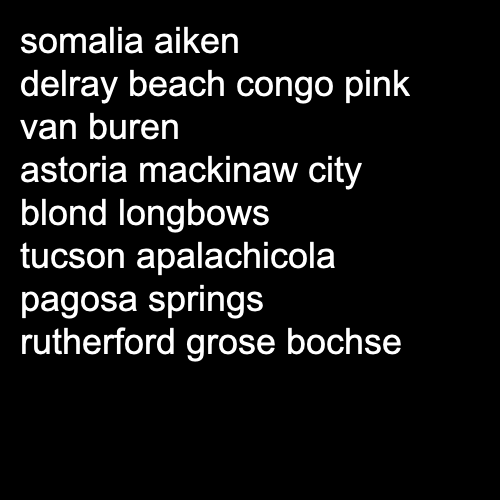 somalia aiken
delray beach congo pink
van buren
astoria mackinaw city
blond longbows
tucson apalachicola
pagosa springs
rutherford grose bochse